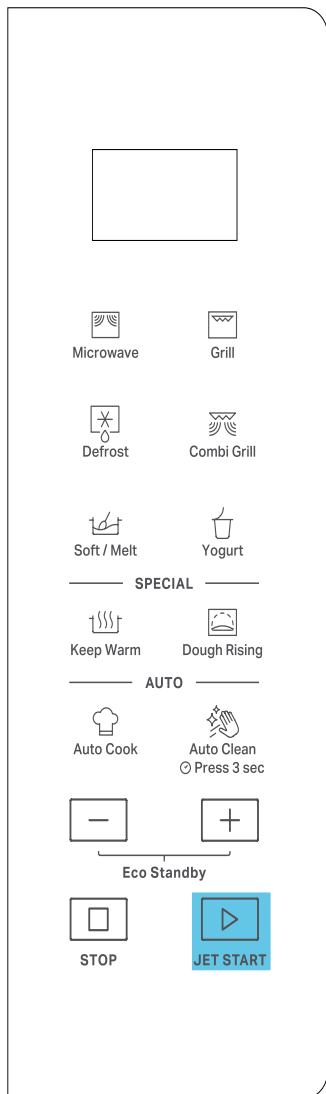 Microwave
Grill
Defrost
Combi Grill
Soft / Melt
Yogurt
SPECIAL
Keep Warm
Dough Rising
AUTO
Auto Cook
Auto Clean
Press 3 sec
Eco Standby
STOP
JET START